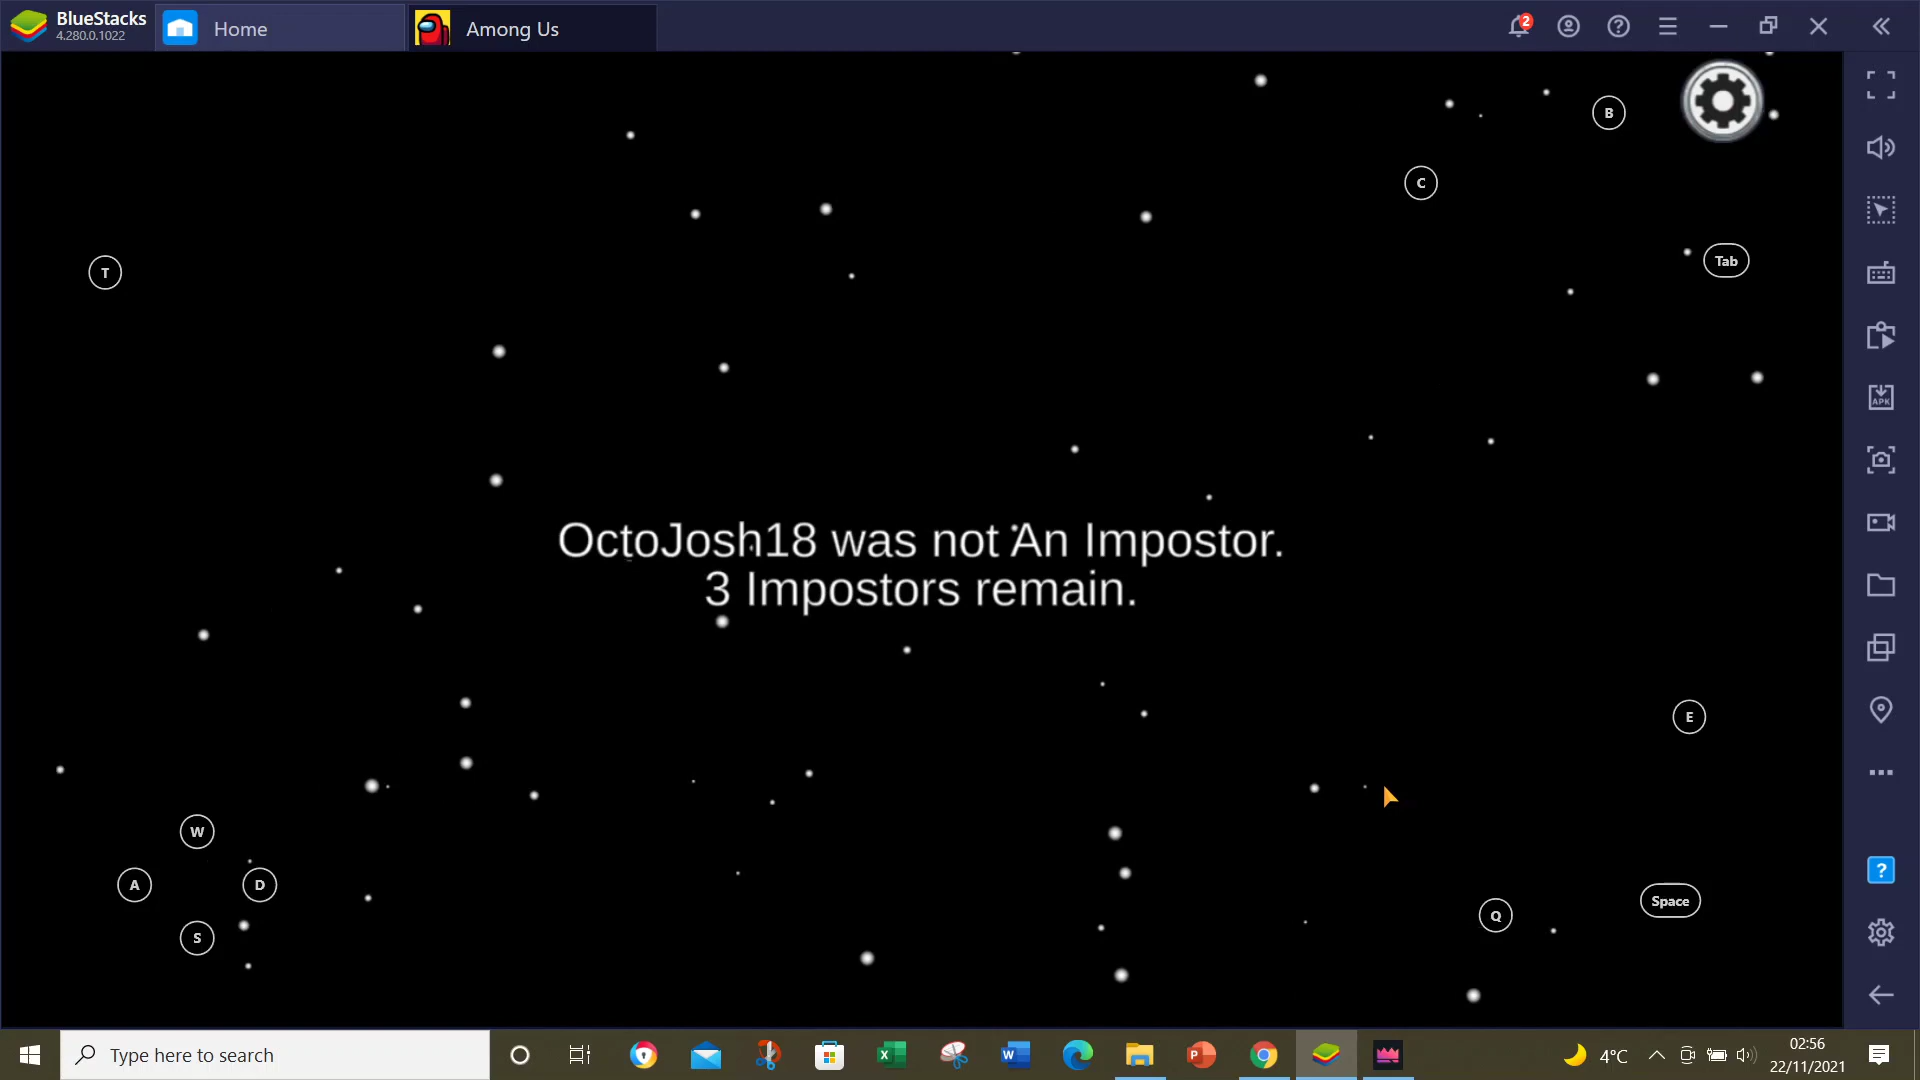 BlueStacks
4.280.0.1022
Home
Among Us
2
B
C
T
Tab
APK
OctoJosh18 was not An Impostor.
3 Impostors remain.
E
W
A
D
S
Q
Space
?
Type here to search
4°C
02:56
22/11/2021